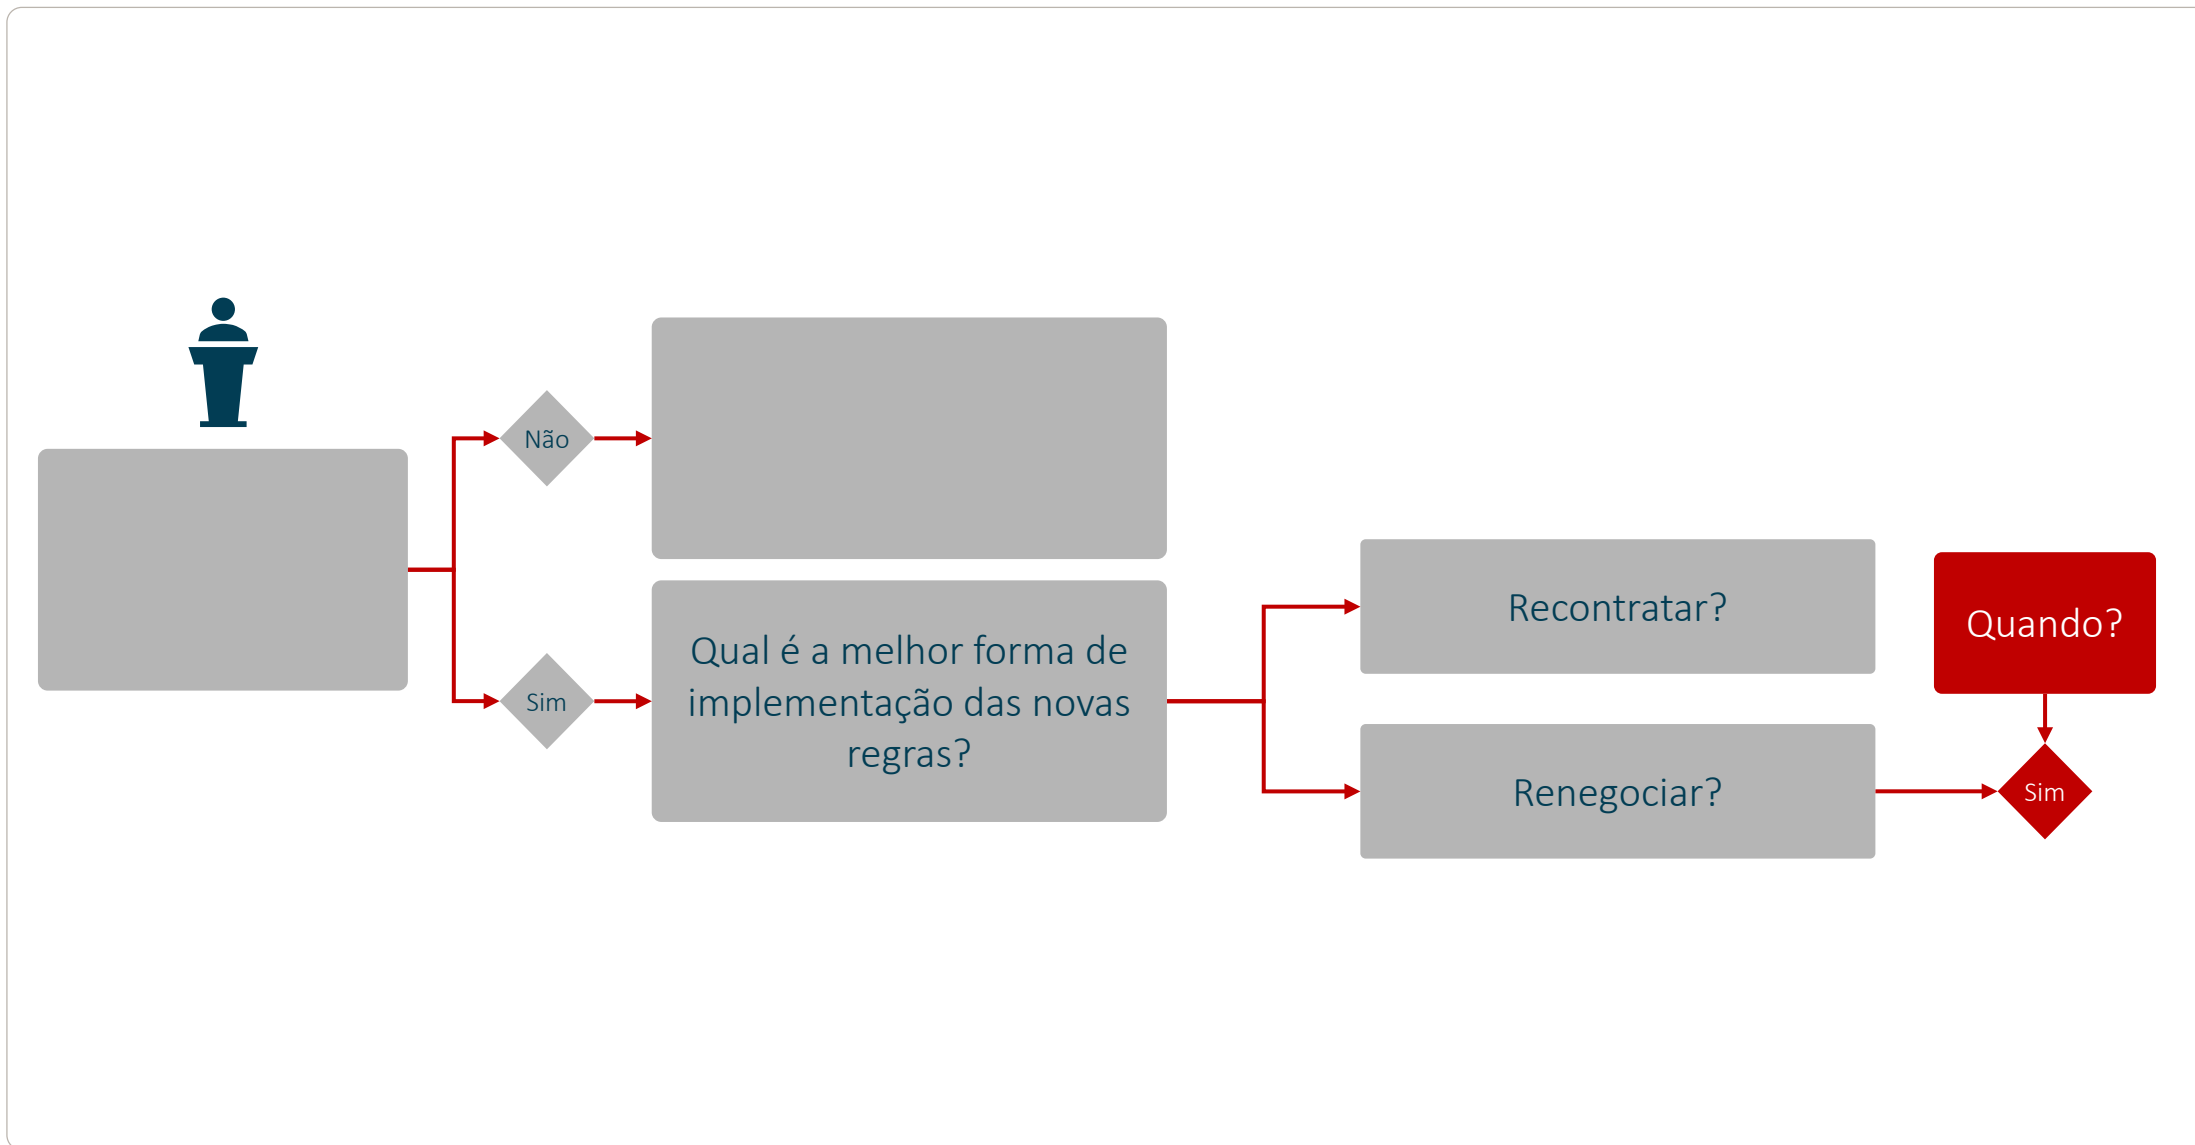 Não
Sim
Qual é a melhor forma de
implementação das novas
regras?
Recontratar?
Renegociar?
Quando?
Sim